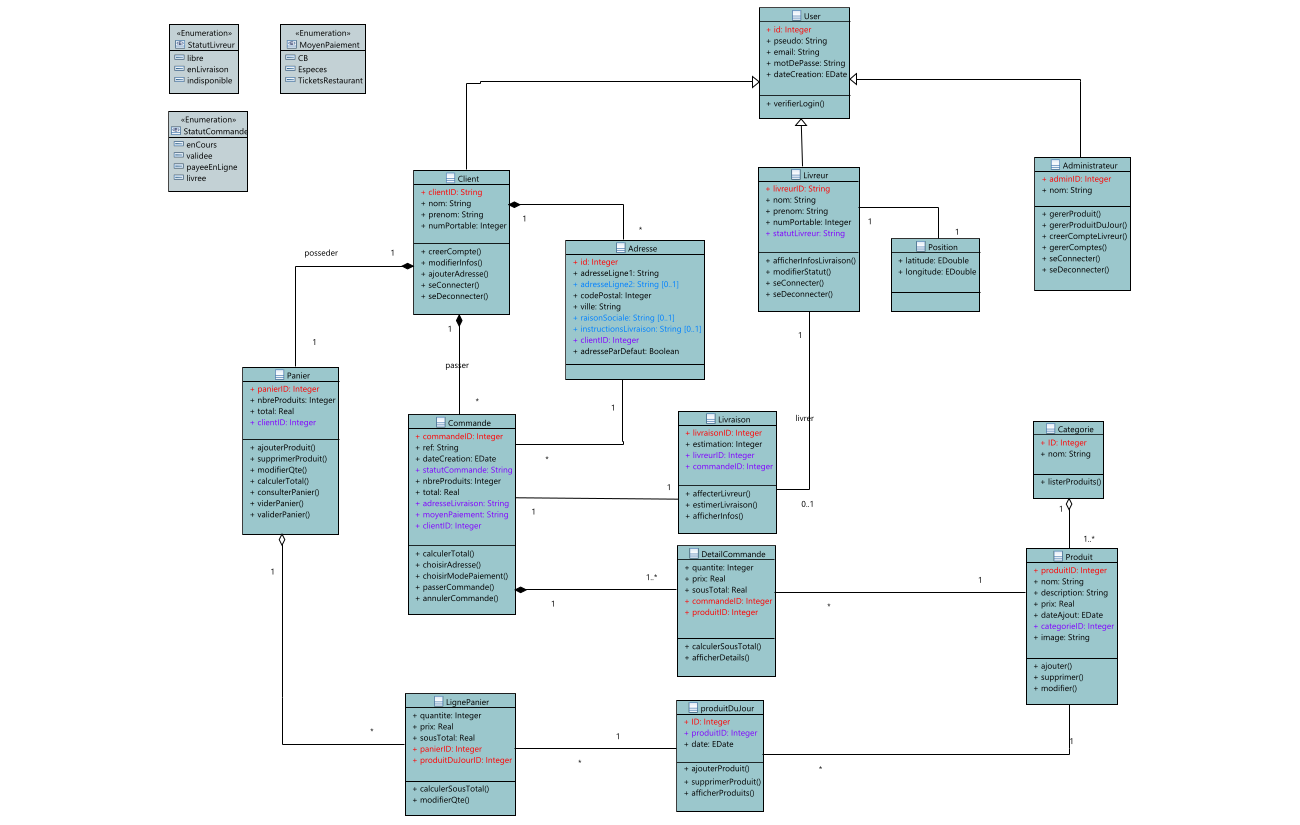 «Enumeration»
StatutLivreur
libre
enLivraison
indisponible
«Enumeration»
MoyenPaiement
CB
Especes
TicketsRestaurant
«Enumeration»
StatutCommande
enCours
validee
payeeEnLigne
livree
User
+ id: Integer
+ pseudo: String
+ email: String
+ motDePasse: String
+ dateCreation: EDate
+ verifierLogin()
Client
+ clientID: String
+ nom: String
+ prenom: String
+ numPortable: Integer
+ creerCompte()
+ modifierInfos()
+ ajouterAdresse()
+ seConnecter()
+ seDeconnecter()
Livreur
+ livreurID: String
+ nom: String
+ prenom: String
+ numPortable: Integer
+ statutLivreur: String
+ afficherInfosLivraison()
+ modifierStatut()
+ seConnecter()
+ seDeconnecter()
Administrateur
+ adminID: Integer
+ nom: String
+ gererProduit()
+ gererProduitDuJour()
+ creerCompteLivreur()
+ gererComptes()
+ seConnecter()
+ seDeconnecter()
1
*
1
1
Adresse
+ id: Integer
+ adresseLigne1: String
+ adresseLigne2: String [0..1]
+ codePostal: Integer
+ ville: String
+ raisonSociale: String [0..1]
+ instructionsLivraison: String [0..1]
+ clientID: Integer
+ adresseParDefaut: Boolean
Position
+ latitude: EDouble
+ longitude: EDouble
posseder
1
1
1
passer
*
1
livrer
0..1
Panier
+ panierID: Integer
+ nbreProduits: Integer
+ total: Real
+ clientID: Integer
+ ajouterProduit()
+ supprimerProduit()
+ modifierQte()
+ calculerTotal()
+ consulterPanier()
+ viderPanier()
+ validerPanier()
Commande
+ commandeID: Integer
+ ref: String
+ dateCreation: EDate
+ statutCommande: String
+ nbreProduits: Integer
+ total: Real
+ adresseLivraison: String
+ moyenPaiement: String
+ clientID: Integer
+ calculerTotal()
+ choisirAdresse()
+ choisirModePaiement()
+ passerCommande()
+ annulerCommande()
1
*
1
1
Livraison
+ livraisonID: Integer
+ estimation: Integer
+ livreurID: Integer
+ commandeID: Integer
+ affecterLivreur()
+ estimerLivraison()
+ afficherInfos()
Categorie
+ ID: Integer
+ nom: String
+ listerProduits()
1
1..*
DetailCommande
+ quantite: Integer
+ prix: Real
+ sousTotal: Real
+ commandeID: Integer
+ produitID: Integer
+ calculerSousTotal()
+ afficherDetails()
1..*
1
1
*
Produit
+ produitID: Integer
+ nom: String
+ description: String
+ prix: Real
+ dateAjout: EDate
+ categorieID: Integer
+ image: String
+ ajouter()
+ supprimer()
+ modifier()
1
*
LignePanier
+ quantite: Integer
+ prix: Real
+ sousTotal: Real
+ panierID: Integer
+ produitDuJourID: Integer
+ calculerSousTotal()
+ modifierQte()
1
*
produitDuJour
+ ID: Integer
+ produitID: Integer
+ date: EDate
+ ajouterProduit()
+ supprimerProduit()
+ afficherProduits()
1
*